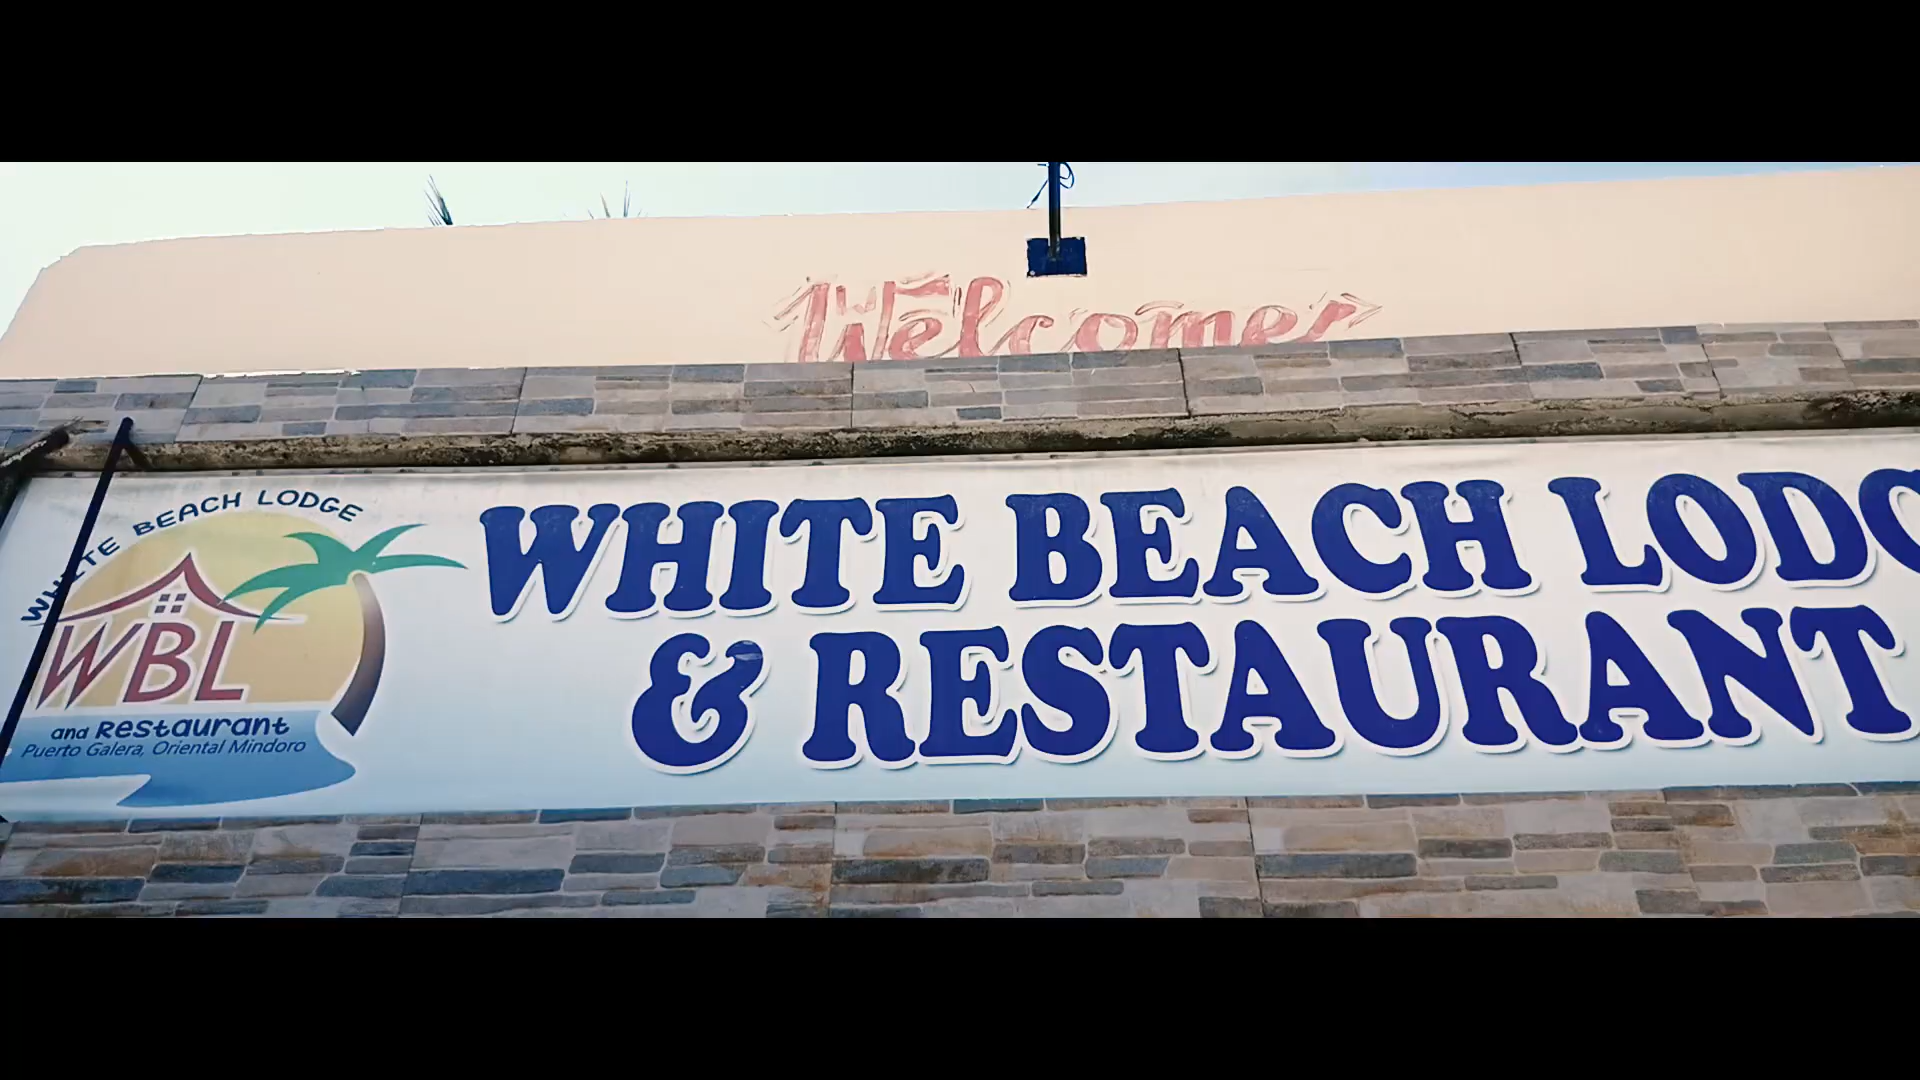 Welcome
WHITE BEACH LODGE
WBL
and Restaurant
Puerto Galera, Oriental Mindoro
WHITE BEACH LODG
& RESTAURANT